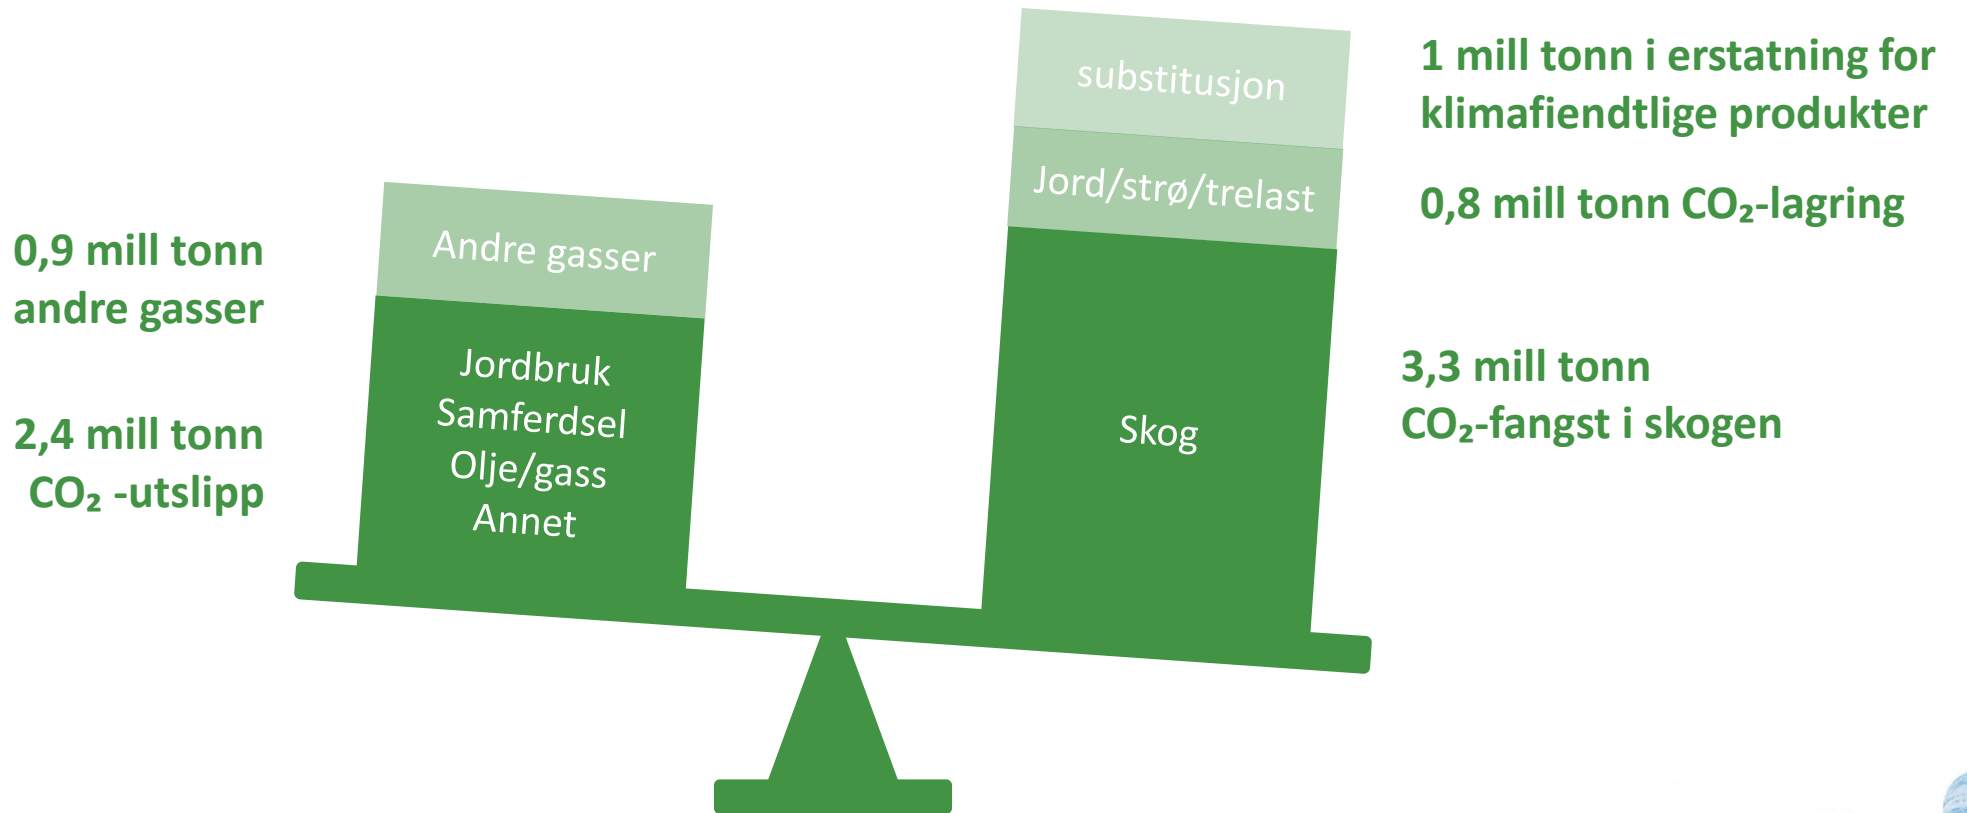 0,9 mill tonn
andre gasser
2,4 mill tonn
CO₂ -utslipp
Andre gasser
Jordbruk
Samferdsel
Olje/gass
Annet
substitusjon
Jord/strø/trelast
Skog
1 mill tonn i erstatning for
klimafiendtlige produkter
0,8 mill tonn CO₂-lagring
3,3 mill tonn
CO₂-fangst i skogen